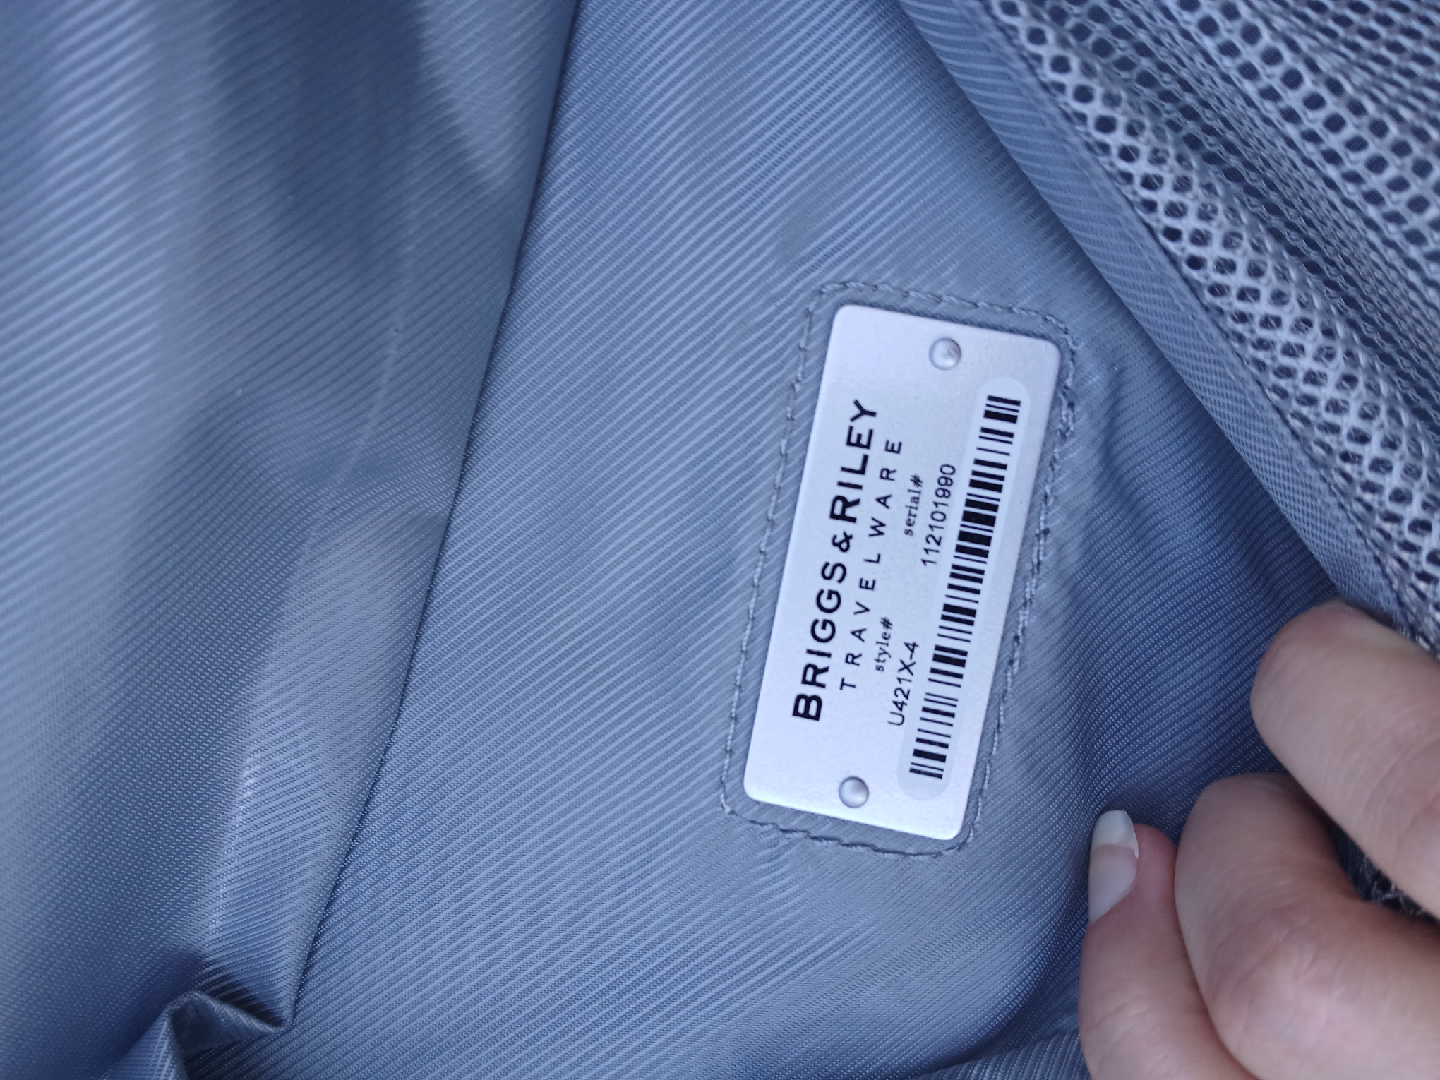 BRIGGS & RILEY
TRAVELWARE
style# serial#
U421X-4 112101990